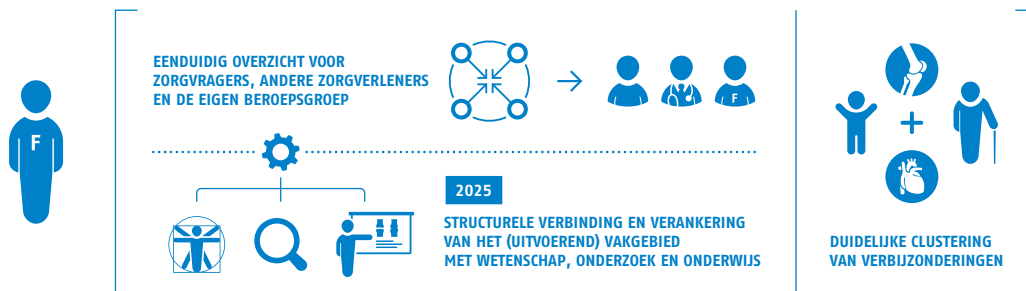 F
EENDUIDIG OVERZICHT VOOR
ZORGVRAGERS, ANDERE ZORGVERLENERS
EN DE EIGEN BEROEPSGROEP
F
2025
STRUCTURELE VERBINDING EN VERANKERING
VAN HET (UITVOEREND) VAKGEBIED
MET WETENSCHAP, ONDERZOEK EN ONDERWIJS
DUIDELIJKE CLUSTERING
VAN VERBIJZONDERINGEN